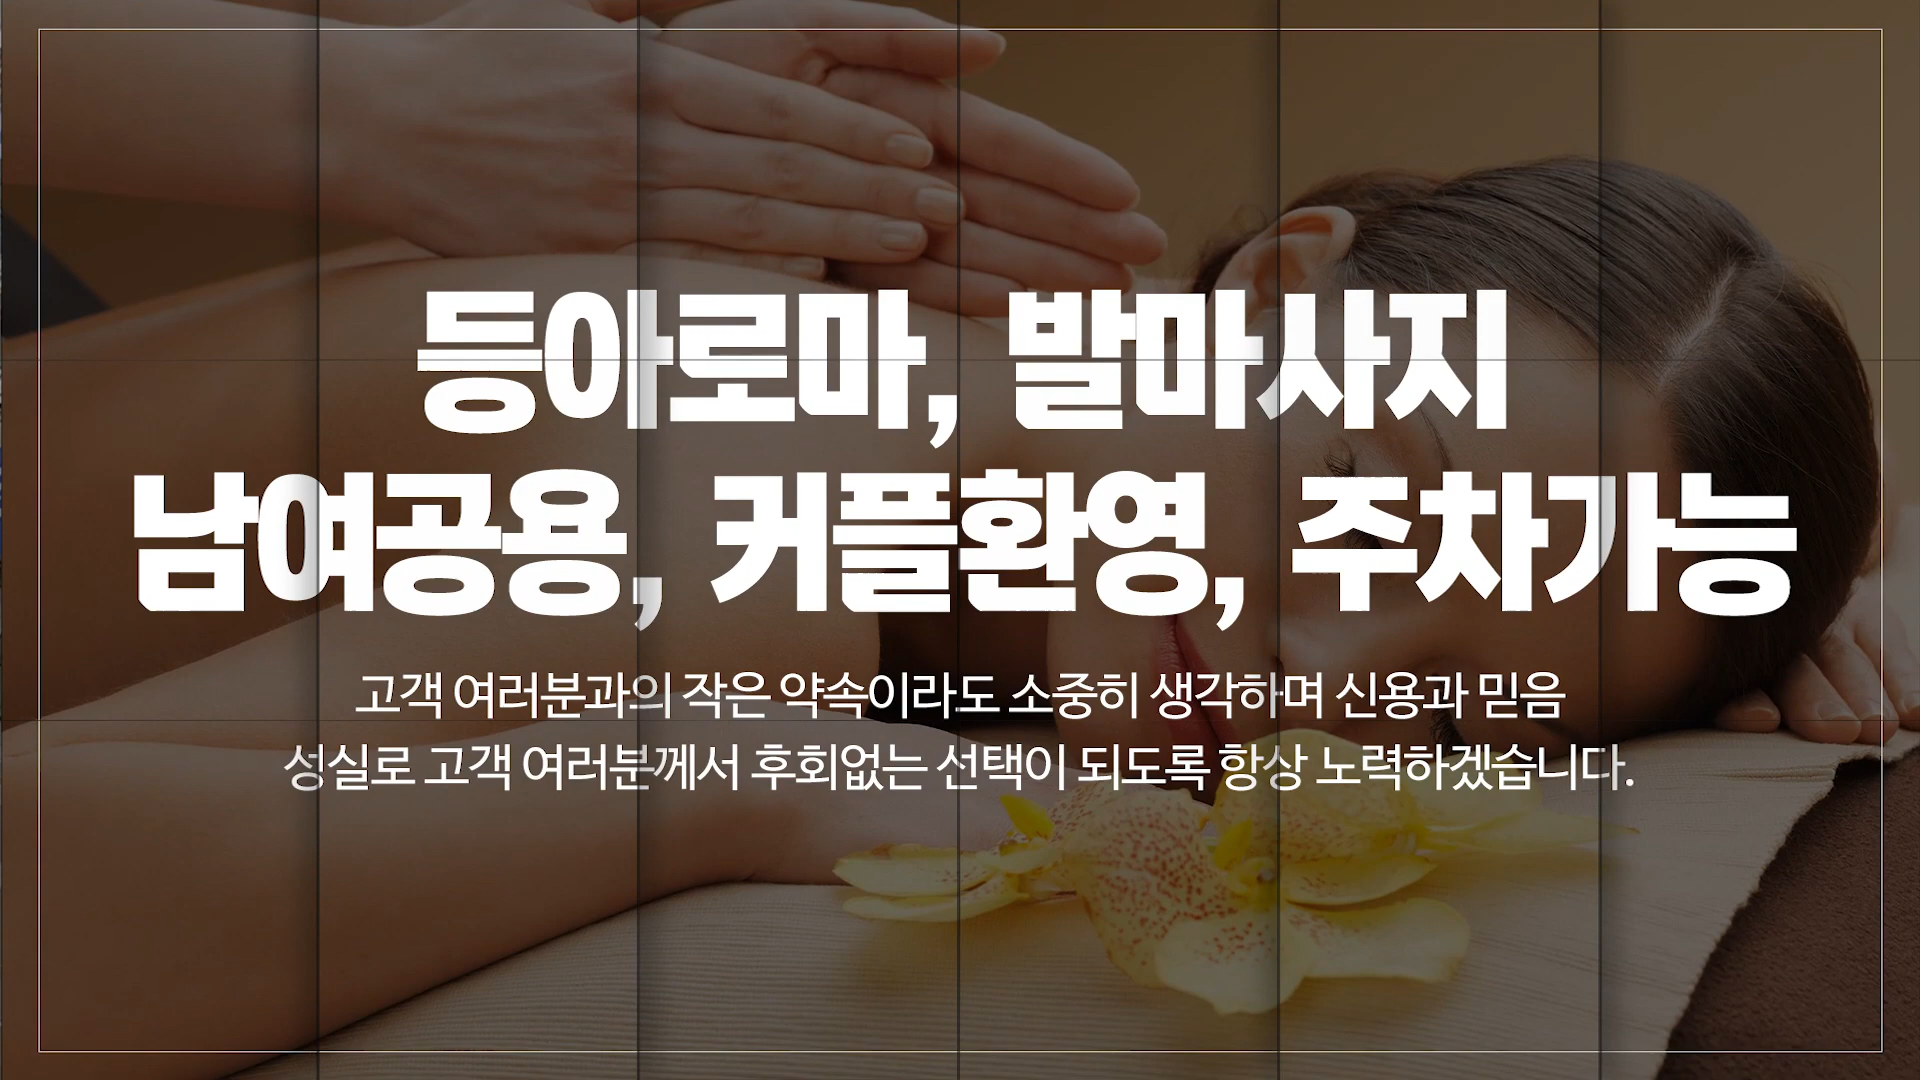 등아로마, 발마사지
남여공용, 커플환영, 주차가능
고객 여러분과의 작은 약속이라도 소중히 생각하며 신용과 믿음
성실로 고객 여러분께서 후회없는 선택이 되도록 항상 노력하겠습니다.